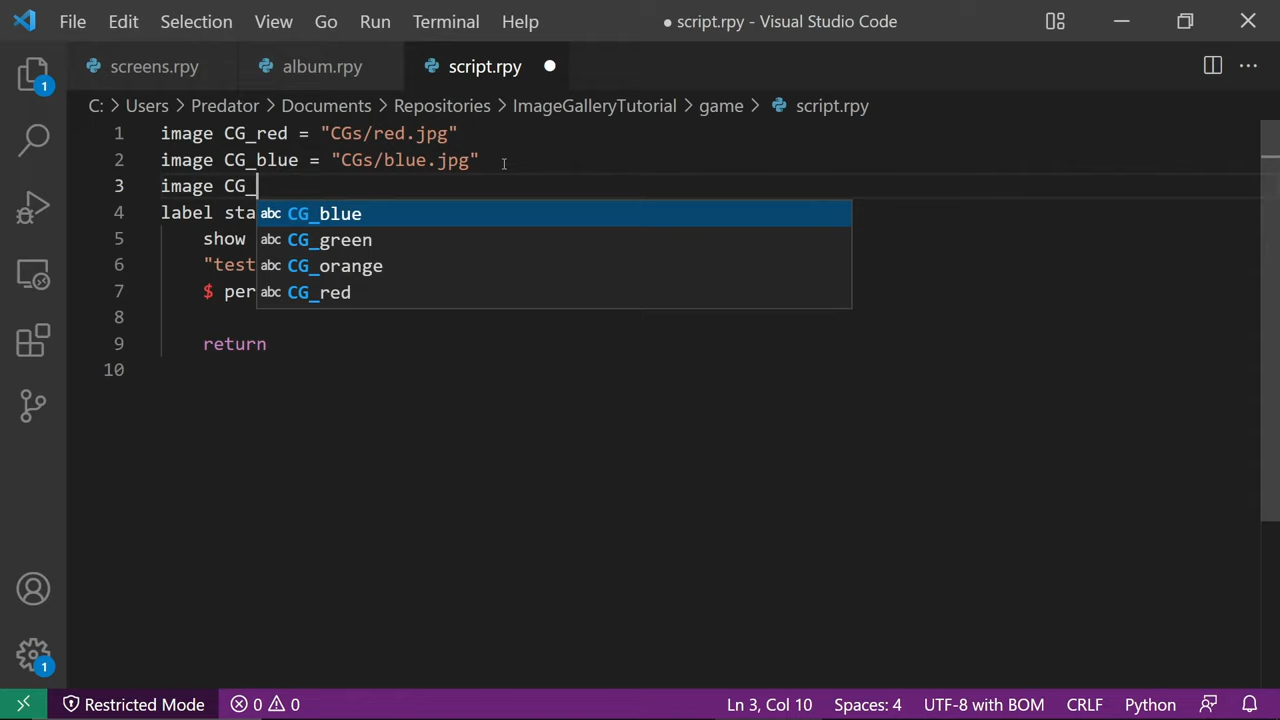 File Edit Selection View Go Run Terminal Help ● script.rpy - Visual Studio Code
screens.rpy album.rpy script.rpy
C: > Users > Predator > Documents > Repositories > ImageGalleryTutorial > game > script.rpy
1 image CG_red = "CGs/red.jpg"
2 image CG_blue = "CGs/blue.jpg"
3 image CG_
4 label sta
abc CG_blue
5 show
abc CG_green
6 "test
abc CG_orange
7 $ per
abc CG_red
8
9 return
10
1
1
Restricted Mode 0 0 Ln 3, Col 10 Spaces: 4 UTF-8 with BOM CRLF Python